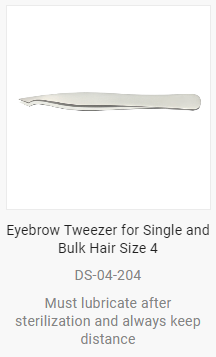 Eyebrow Tweezer for Single and
Bulk Hair Size 4
DS-04-204
Must lubricate after
sterilization and always keep
distance